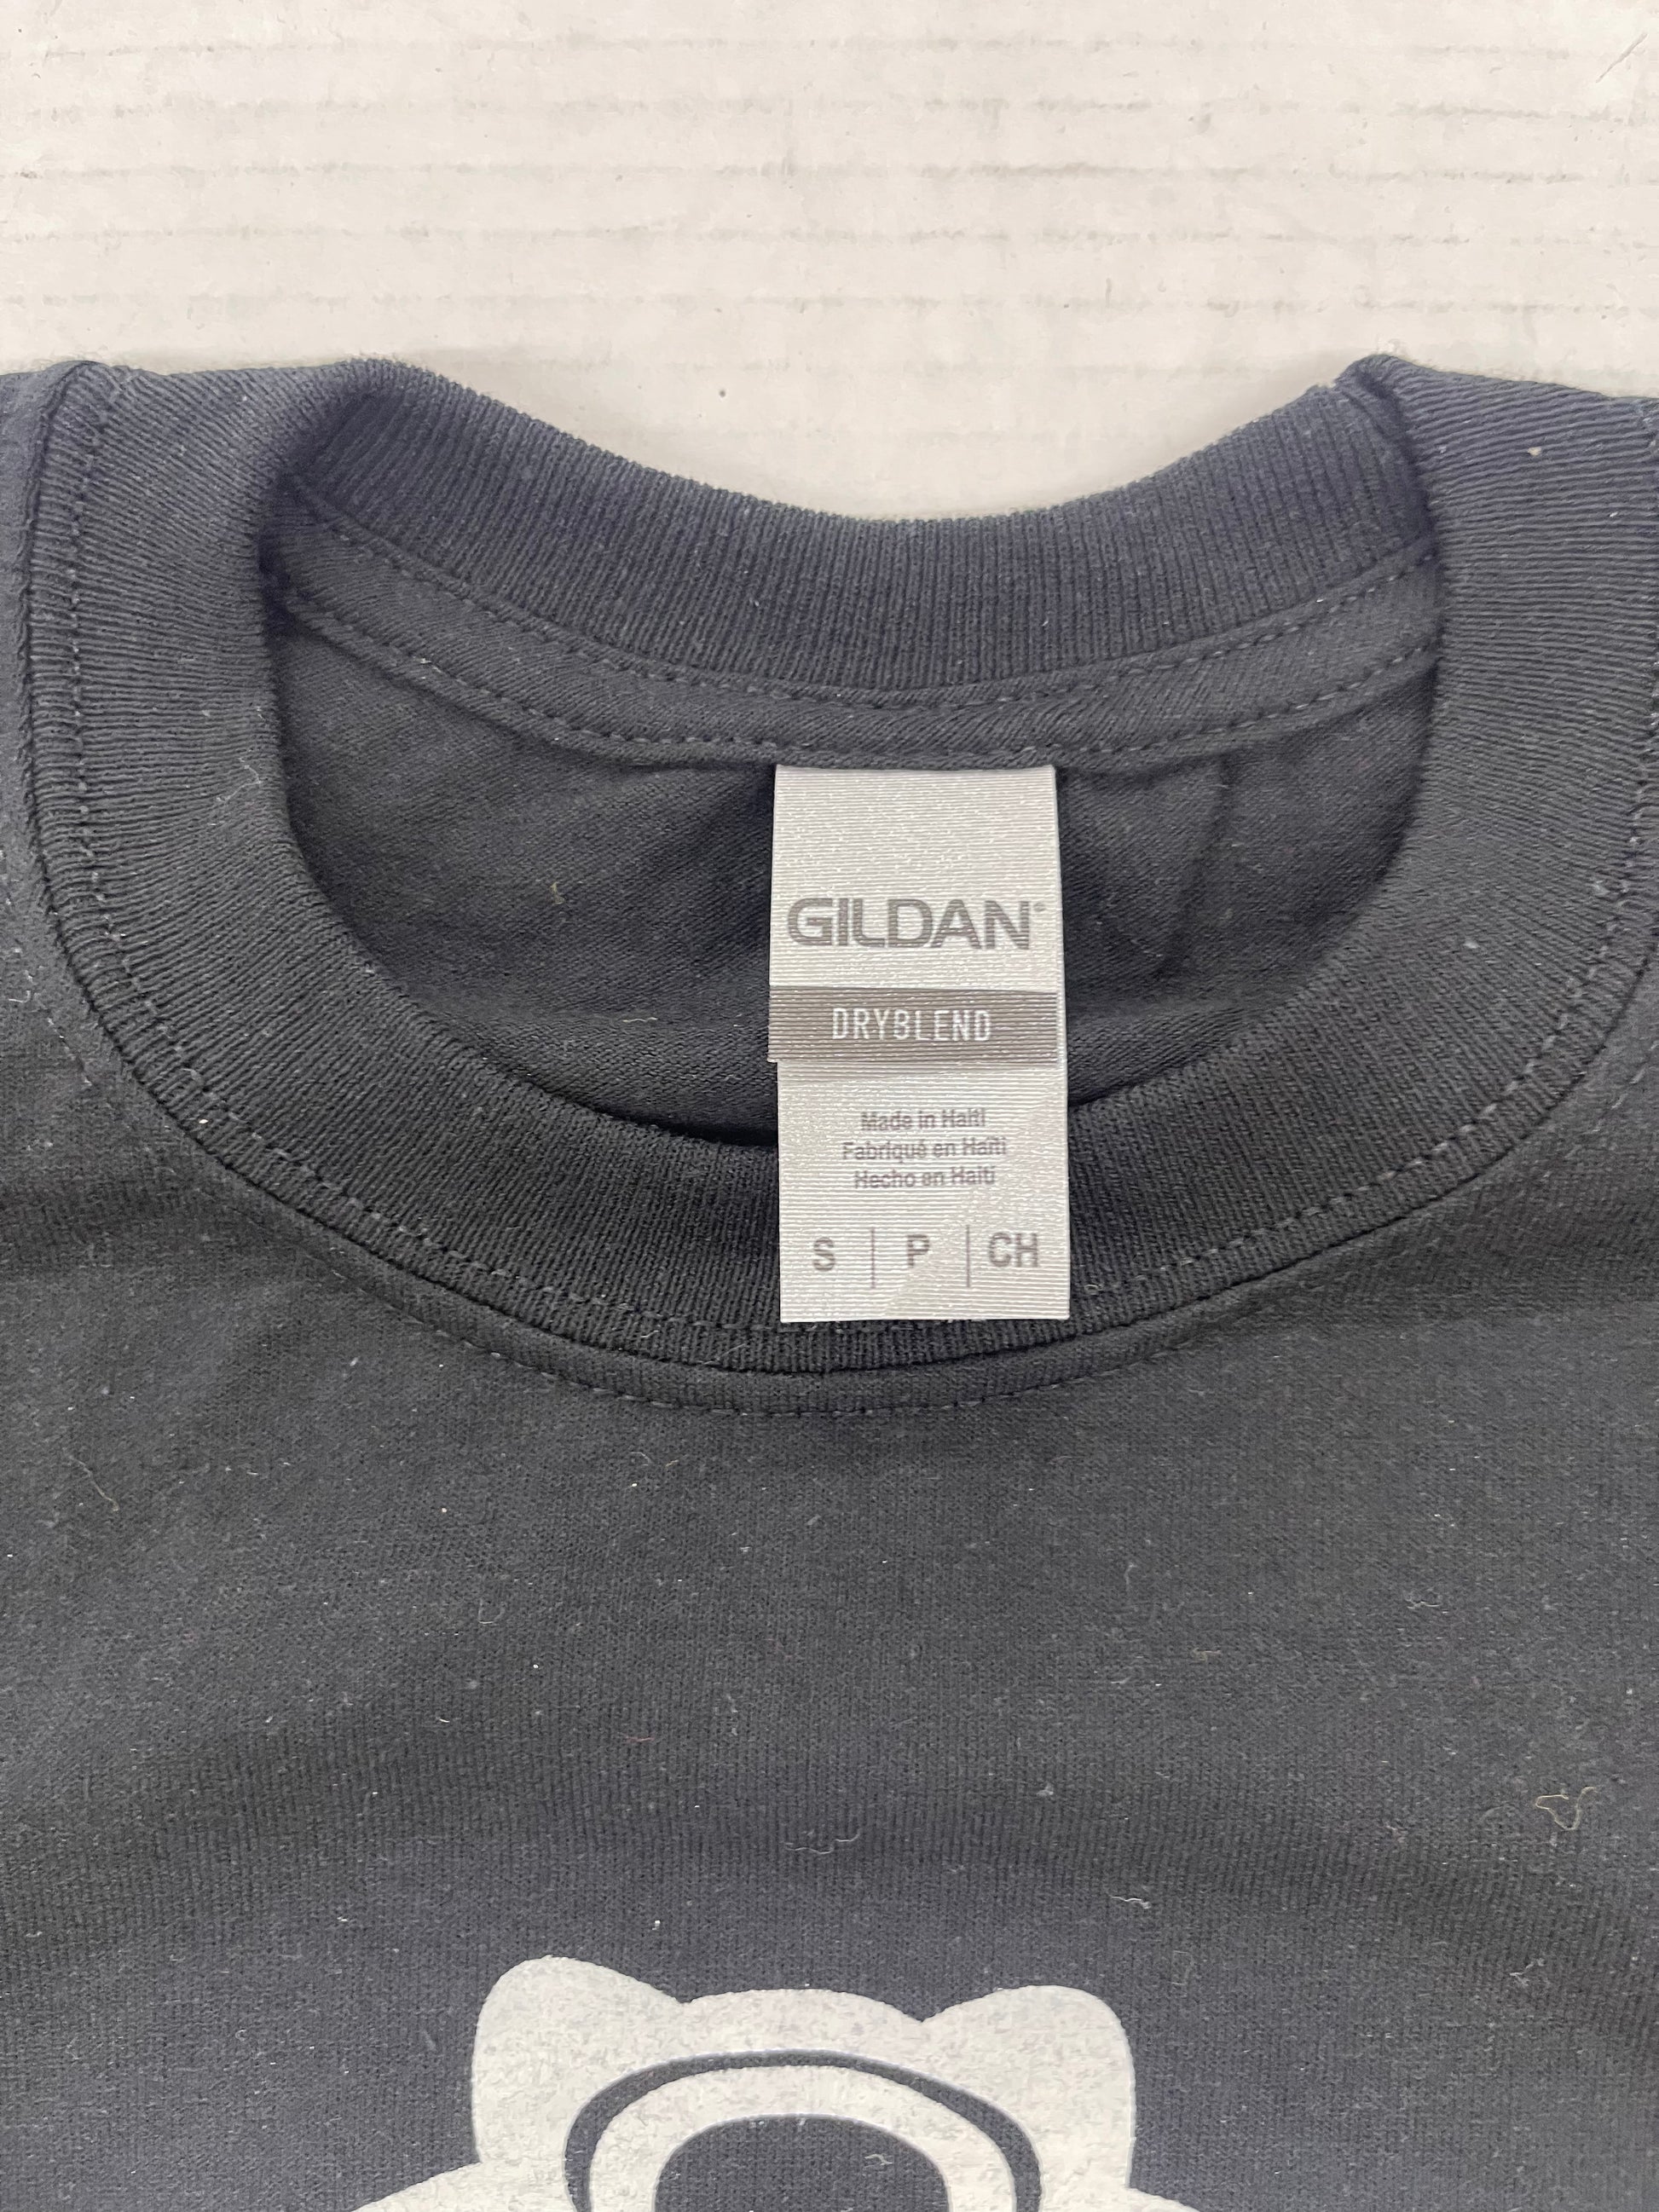 GILDAN®
DRYBLEND
Made in Haiti
Fabriqué en Haïti
Hecho en Haití
S | P | CH